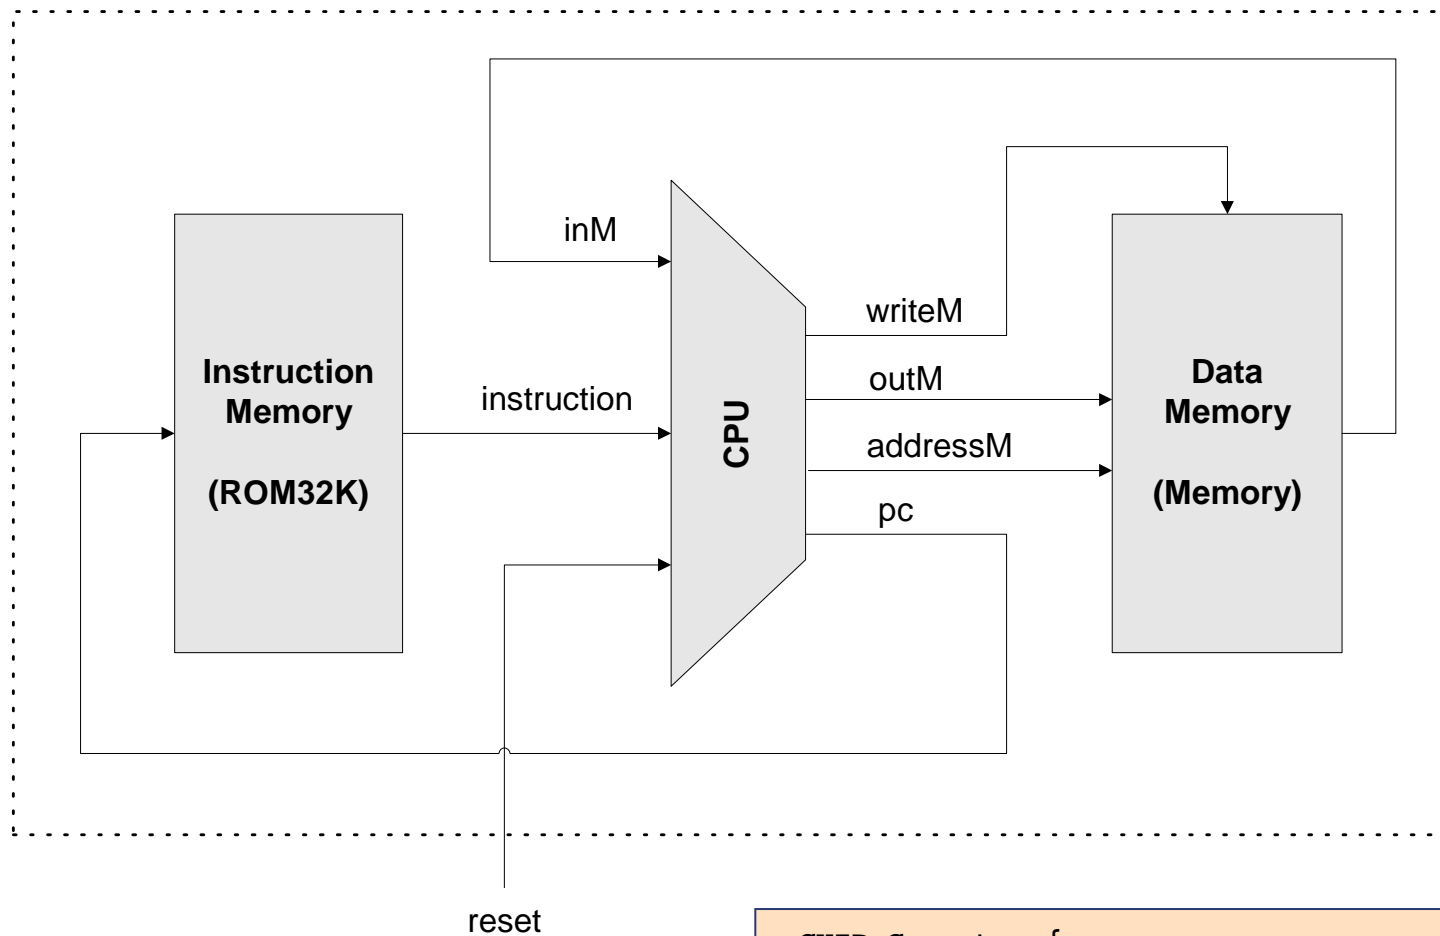 inM
writeM
Instruction
Memory
(ROM32K)
instruction
CPU
outM
addressM
pc
Data
Memory
(Memory)
reset